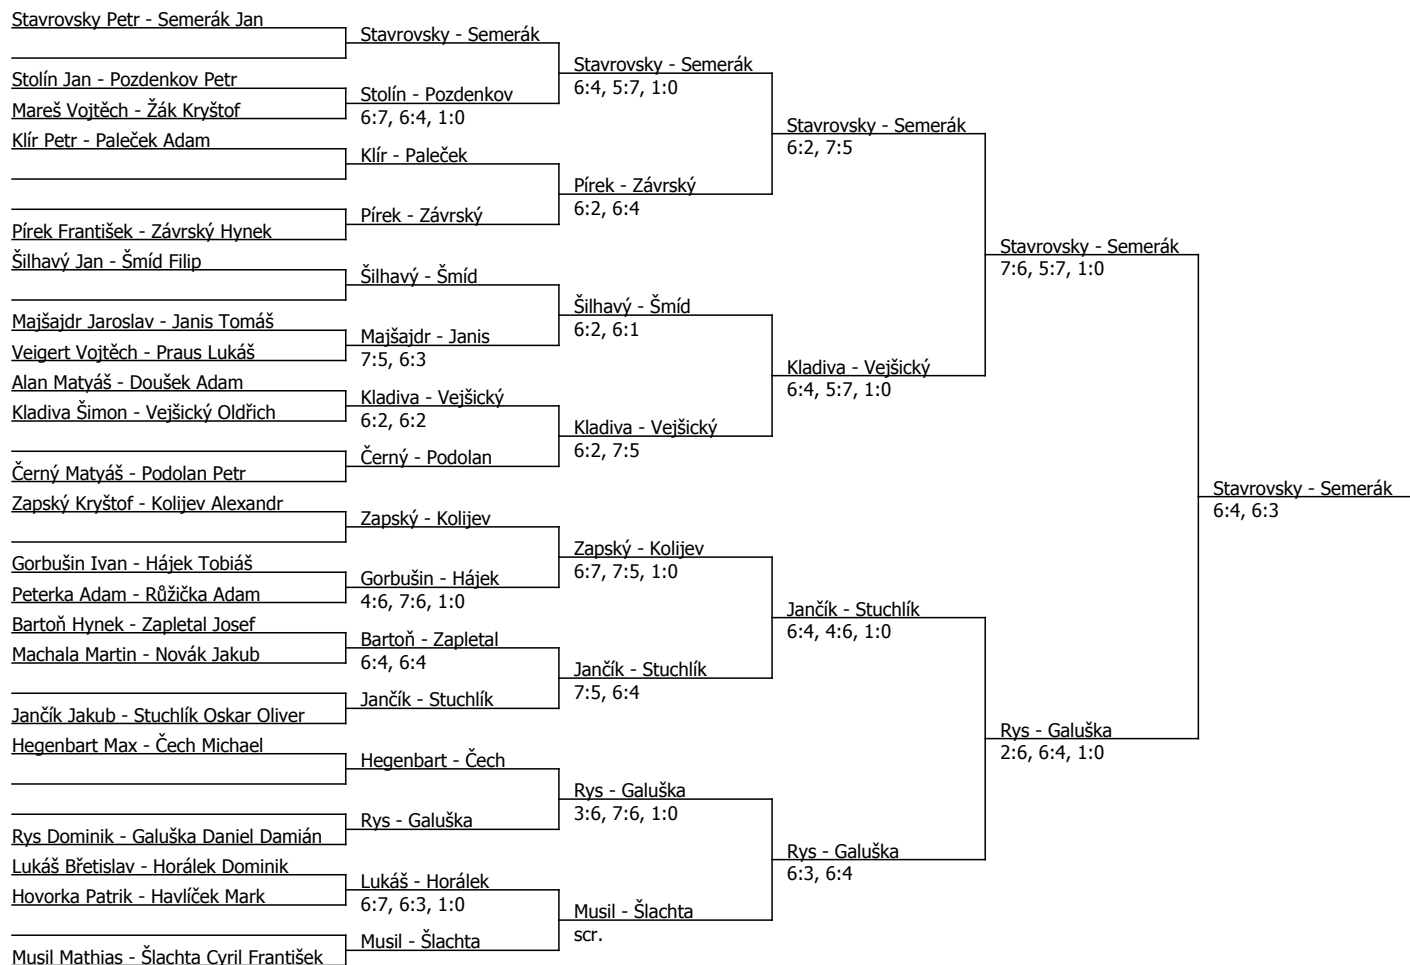 Stavrovsky Petr - Semerák Jan
Stolín Jan - Pozdenkov Petr
Mareš Vojtěch - Žák Kryštof
Klír Petr - Paleček Adam
Pírek František - Závrský Hynek
Šilhavý Jan - Šmíd Filip
Majšajdr Jaroslav - Janis Tomáš
Veigert Vojtěch - Praus Lukáš
Alan Matyáš - Doušek Adam
Kladiva Šimon - Vejšický Oldřich
Černý Matyáš - Podolan Petr
Zapský Kryštof - Kolijev Alexandr
Gorbušin Ivan - Hájek Tobiáš
Peterka Adam - Růžička Adam
Bartoň Hynek - Zapletal Josef
Machala Martin - Novák Jakub
Jančík Jakub - Stuchlík Oskar Oliver
Hegenbart Max - Čech Michael
Rys Dominik - Galuška Daniel Damián
Lukáš Břetislav - Horálek Dominik
Hovorka Patrik - Havlíček Mark
Musil Mathias - Šlachta Cyril František
Stavrovsky - Semerák
Stolín - Pozdenkov
6:7, 6:4, 1:0
Klír - Paleček
Pírek - Závrský
Šilhavý - Šmíd
Majšajdr - Janis
7:5, 6:3
Kladiva - Vejšický
6:2, 6:2
Černý - Podolan
Zapský - Kolijev
Gorbušin - Hájek
4:6, 7:6, 1:0
Bartoň - Zapletal
6:4, 6:4
Jančík - Stuchlík
Hegenbart - Čech
Rys - Galuška
Lukáš - Horálek
6:7, 6:3, 1:0
Musil - Šlachta
Stavrovsky - Semerák
6:4, 5:7, 1:0
Pírek - Závrský
6:2, 6:4
Šilhavý - Šmíd
6:2, 6:1
Kladiva - Vejšický
6:2, 7:5
Zapský - Kolijev
6:7, 7:5, 1:0
Jančík - Stuchlík
7:5, 6:4
Rys - Galuška
3:6, 7:6, 1:0
Musil - Šlachta
scr.
Stavrovsky - Semerák
6:2, 7:5
Kladiva - Vejšický
6:4, 5:7, 1:0
Jančík - Stuchlík
6:4, 4:6, 1:0
Rys - Galuška
6:3, 6:4
Stavrovsky - Semerák
7:6, 5:7, 1:0
Rys - Galuška
2:6, 6:4, 1:0
Stavrovsky - Semerák
6:4, 6:3